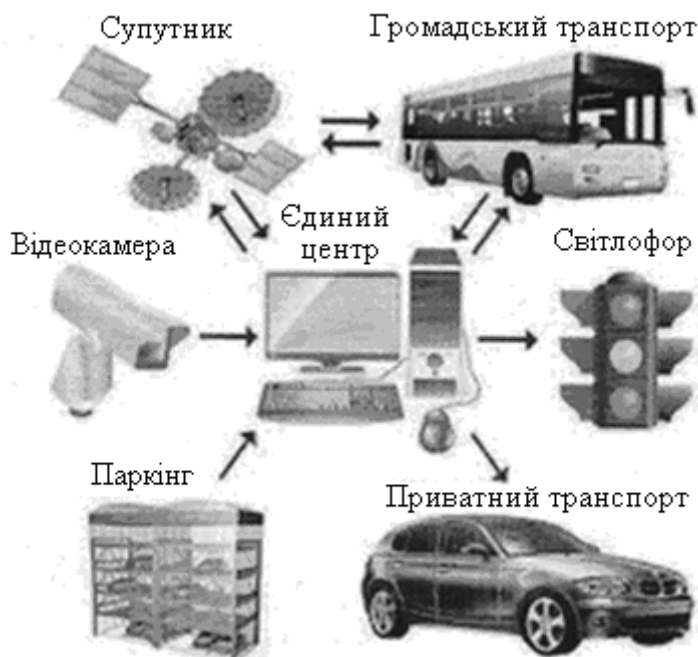 Супутник
Громадський транспорт
Єдиний
центр
Відеокамера
Світлофор
Паркінг
Приватний транспорт